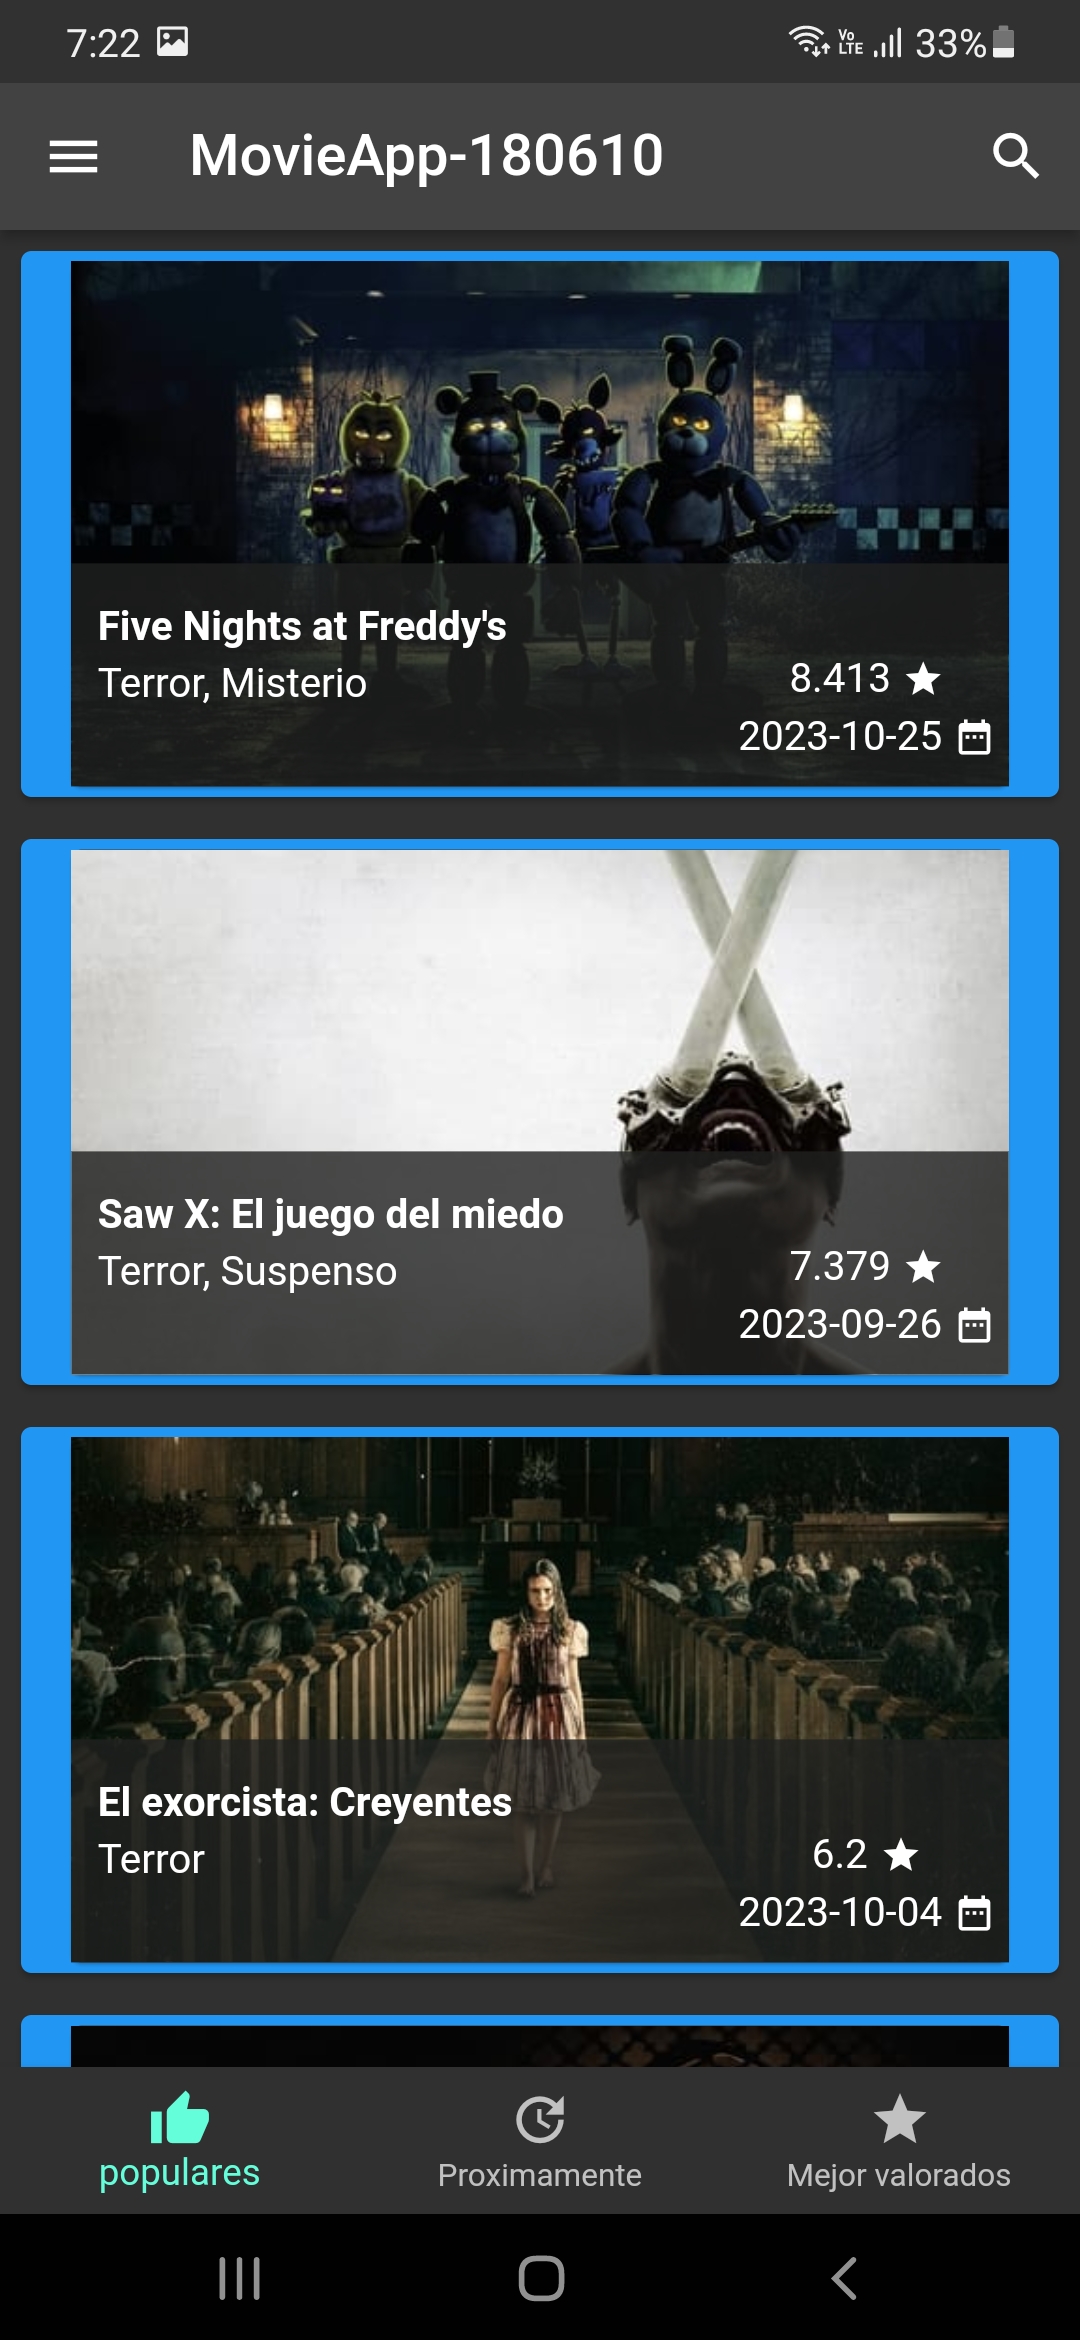 7:22
Vo LTE 33%
MovieApp-180610
Five Nights at Freddy's
Terror, Misterio
8.413
2023-10-25
Saw X: El juego del miedo
Terror, Suspenso
7.379
2023-09-26
El exorcista: Creyentes
Terror
6.2
2023-10-04
populares
Proximamente
Mejor valorados